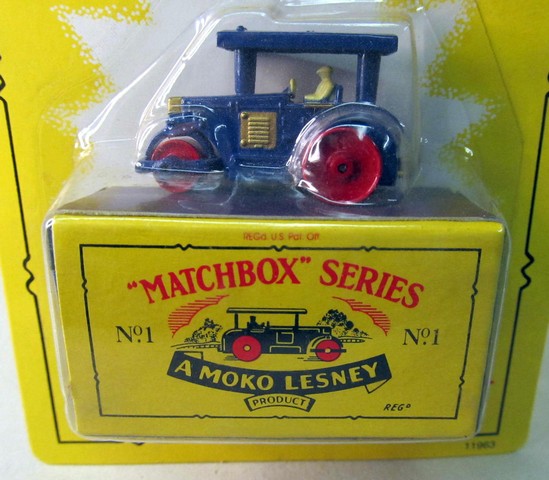 REGd. U.S. Pat. Off.
"MATCHBOX" SERIES
No.1 No.1
A MOKO LESNEY
PRODUCT
REGD
11963